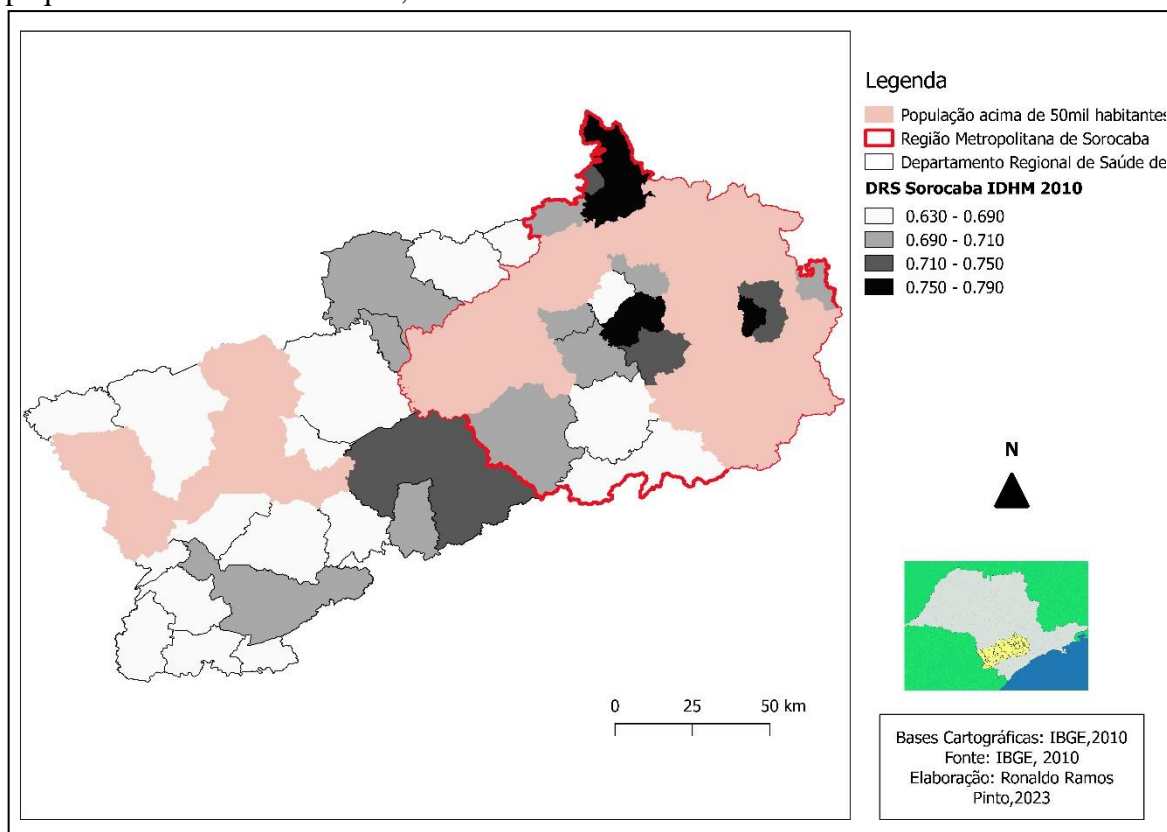 Legenda
População acima de 50mil habitantes
Região Metropolitana de Sorocaba
Departamento Regional de Saúde de
DRS Sorocaba IDHM 2010
0.630 - 0.690
0.690 - 0.710
0.710 - 0.750
0.750 - 0.790
N
0 25 50 km
Bases Cartográficas: IBGE,2010
Fonte: IBGE, 2010
Elaboração: Ronaldo Ramos
Pinto,2023